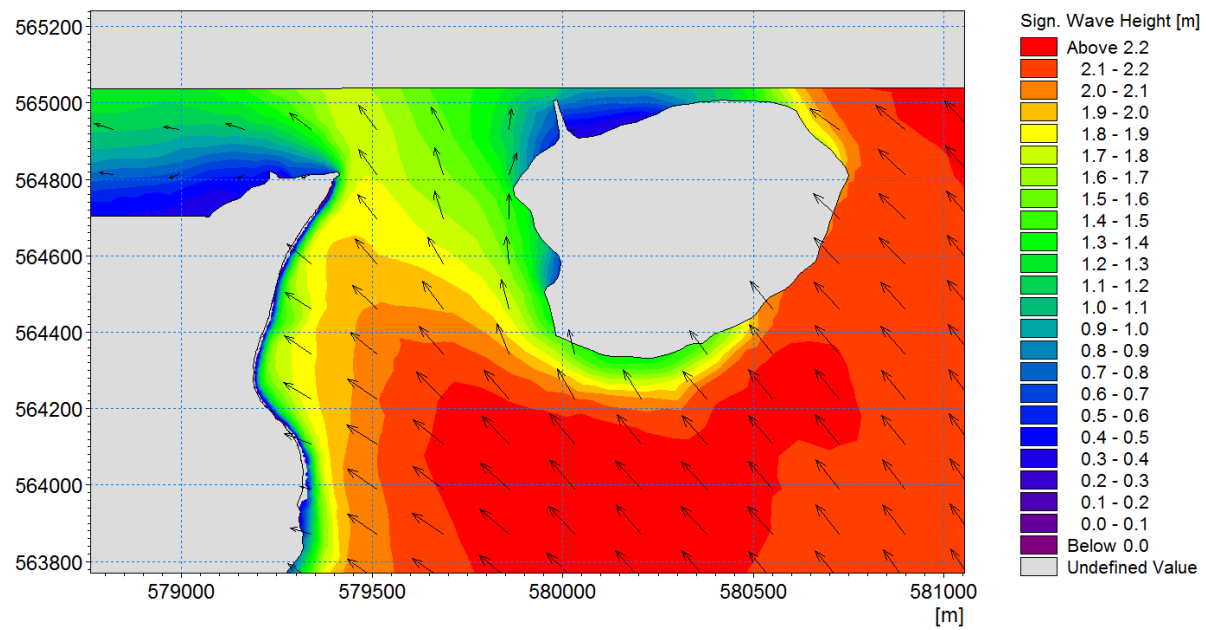 565200
565000
564800
564600
564400
564200
564000
563800
579000 579500 580000 580500 581000
[m]
Sign. Wave Height [m]
Above 2.2
2.1 - 2.2
2.0 - 2.1
1.9 - 2.0
1.8 - 1.9
1.7 - 1.8
1.6 - 1.7
1.5 - 1.6
1.4 - 1.5
1.3 - 1.4
1.2 - 1.3
1.1 - 1.2
1.0 - 1.1
0.9 - 1.0
0.8 - 0.9
0.7 - 0.8
0.6 - 0.7
0.5 - 0.6
0.4 - 0.5
0.3 - 0.4
0.2 - 0.3
0.1 - 0.2
0.0 - 0.1
Below 0.0
Undefined Value